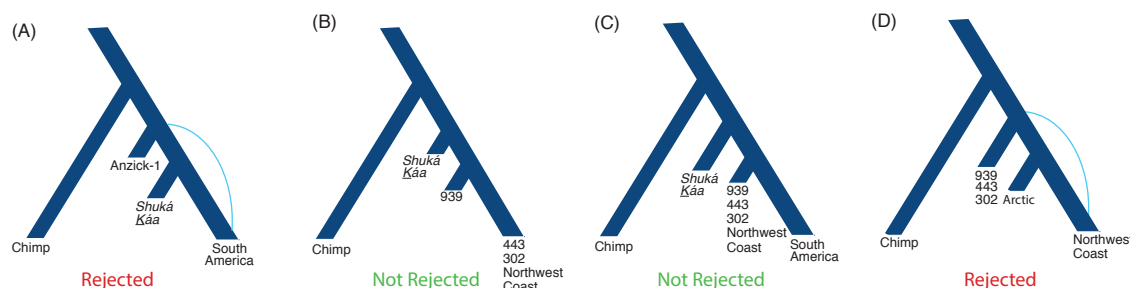 (A)
Anzick-1
Shuká
Káa
Chimp
South
America
Rejected
(B)
Shuká
Káa
939
Chimp
443
302
Northwest
Coast
Not Rejected
(C)
Shuká
Káa
939
443
302
Northwest
Coast
Chimp
South
America
Not Rejected
(D)
939
443
302
Arctic
Chimp
Northwest
Coast
Rejected